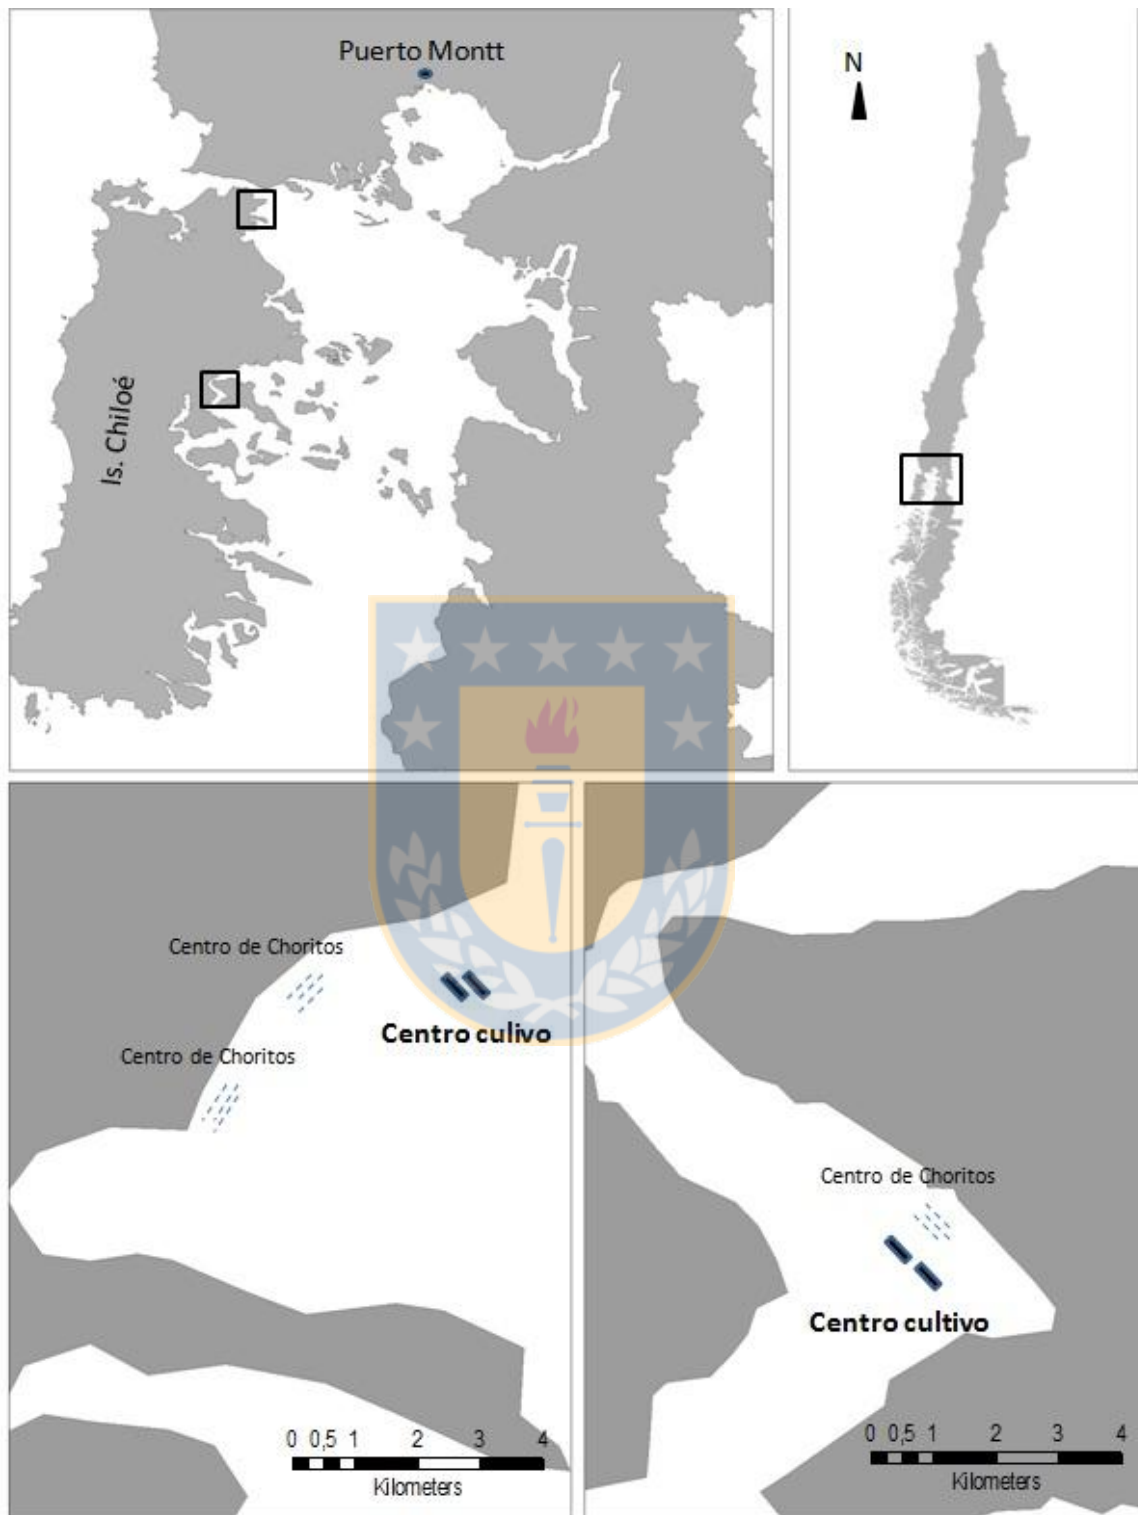 Puerto Montt
N
Is. Chiloé
Centro de Choritos
Centro culivo
Centro de Choritos
0 0,5 1 2 3 4
Kilometers
Centro de Choritos
Centro cultivo
0 0,5 1 2 3 4
Kilometers